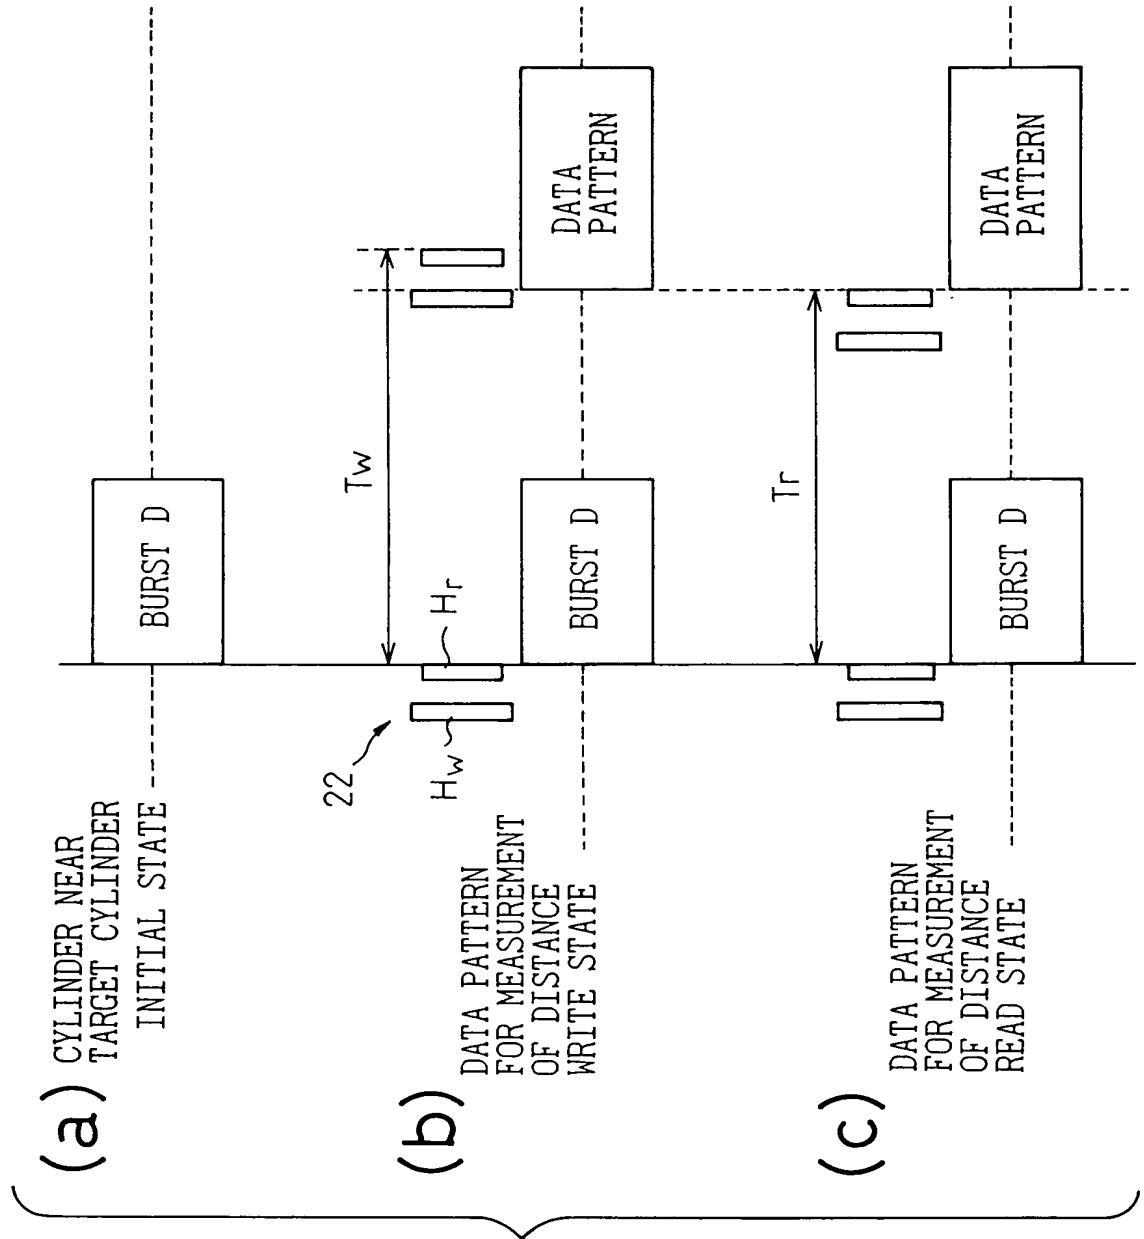 (a) CYLINDER NEAR
TARGET CYLINDER
INITIAL STATE
BURST D
(b) DATA PATTERN
FOR MEASUREMENT
OF DISTANCE
WRITE STATE
22
Hw
Hr
Tw
BURST D
DATA
PATTERN
(c) DATA PATTERN
FOR MEASUREMENT
OF DISTANCE
READ STATE
Tr
BURST D
DATA
PATTERN